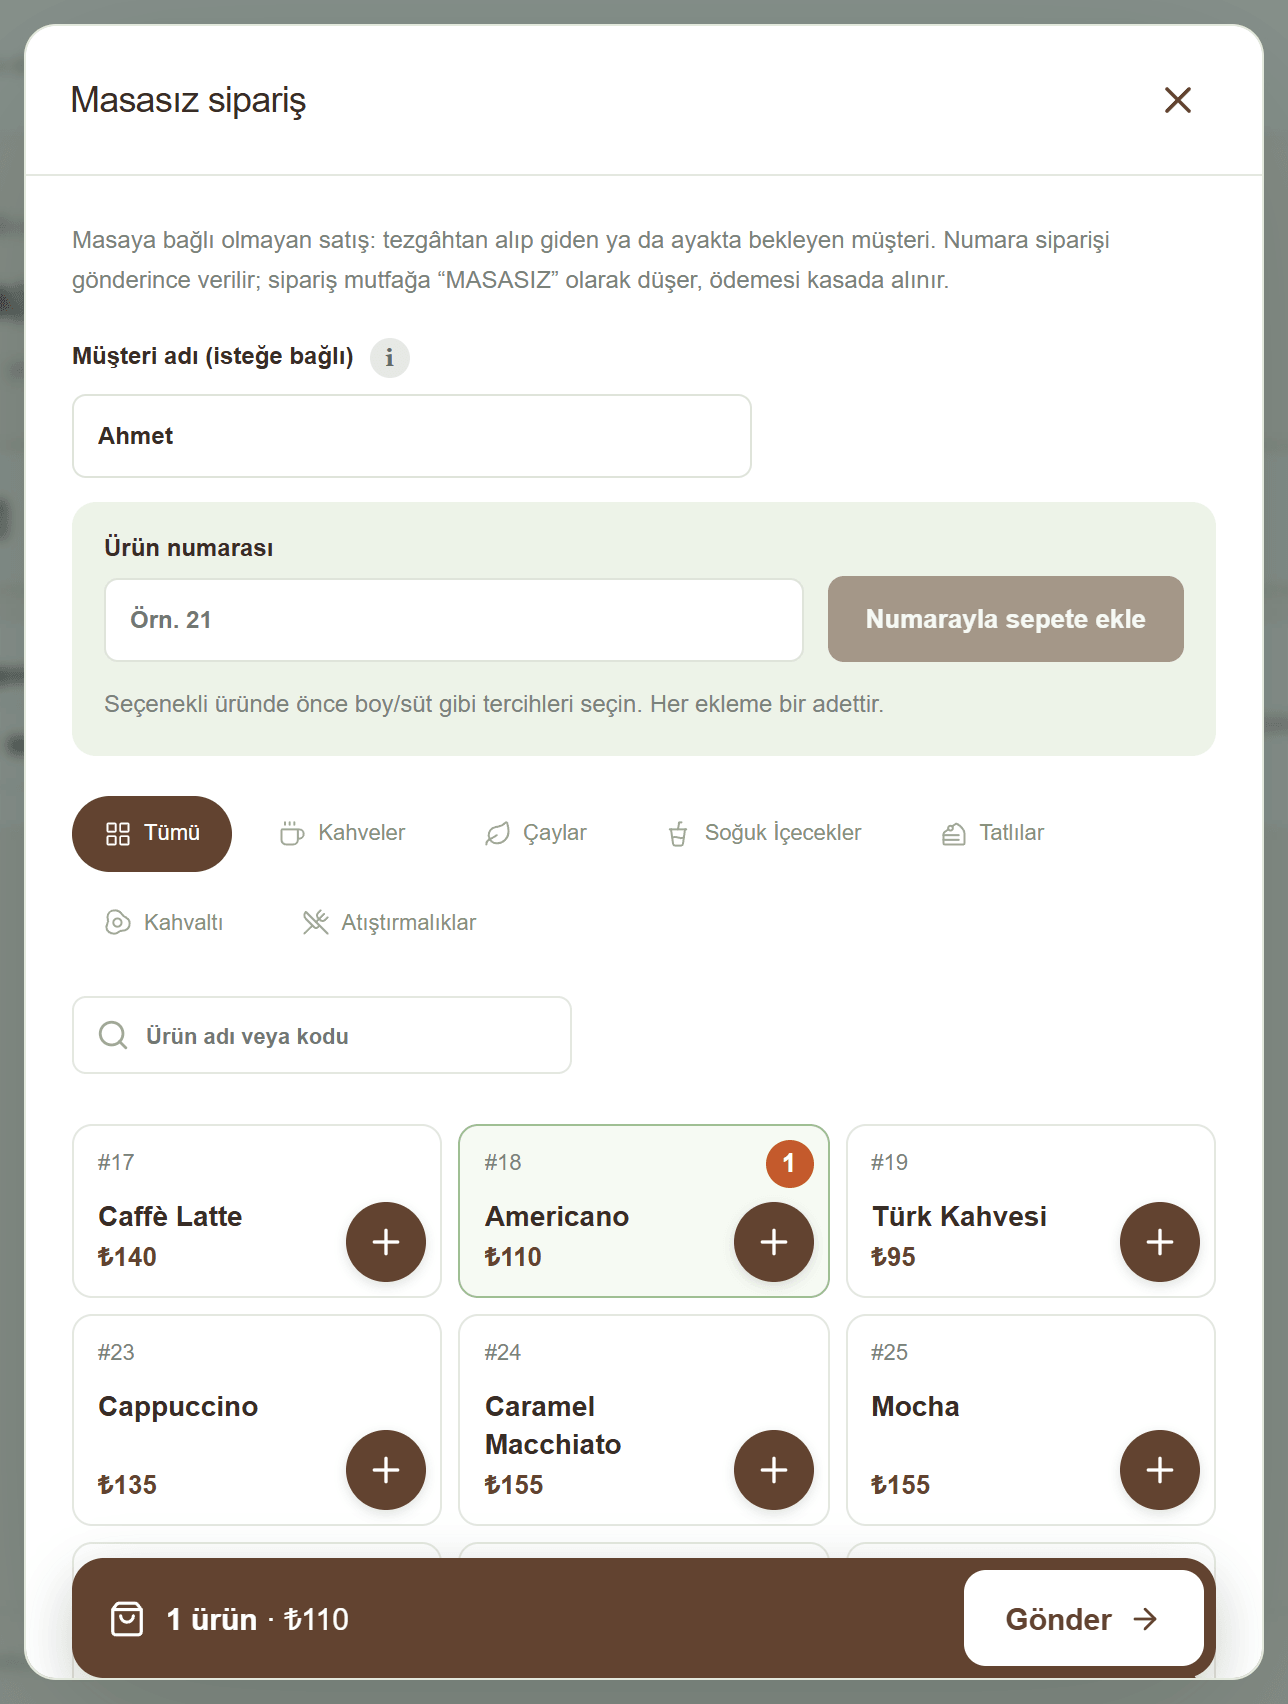 Masasız sipariş
Masaya bağlı olmayan satış: tezgâhtan alıp giden ya da ayakta bekleyen müşteri. Numara siparişi
gönderince verilir; sipariş mutfağa “MASASIZ” olarak düşer, ödemesi kasada alınır.
Müşteri adı (isteğe bağlı) i
Ahmet
Ürün numarası
Örn. 21
Numarayla sepete ekle
Seçenekli üründe önce boy/süt gibi tercihleri seçin. Her ekleme bir adettir.
Tümü
Kahveler
Çaylar
Soğuk İçecekler
Tatlılar
Kahvaltı
Atıştırmalıklar
Ürün adı veya kodu
#17
Caffè Latte
₺140
#18
1
Americano
₺110
#19
Türk Kahvesi
₺95
#23
Cappuccino
₺135
#24
Caramel
Macchiato
₺155
#25
Mocha
₺155
1 ürün · ₺110
Gönder